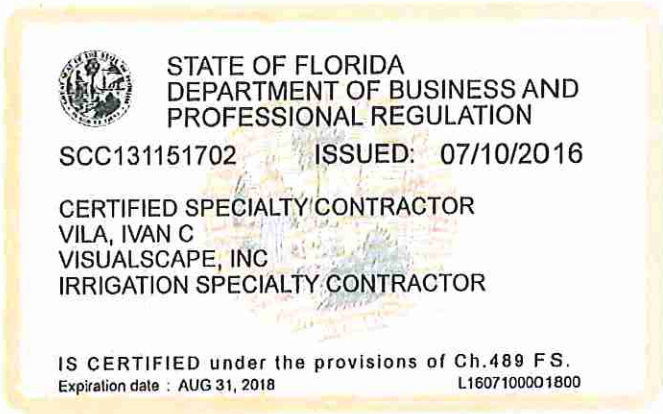 STATE OF FLORIDA
DEPARTMENT OF BUSINESS AND
PROFESSIONAL REGULATION
SCC131151702 ISSUED: 07/10/2016
CERTIFIED SPECIALTY CONTRACTOR
VILA, IVAN C
VISUALSCAPE, INC
IRRIGATION SPECIALTY CONTRACTOR
IS CERTIFIED under the provisions of Ch.489 FS.
Expiration date : AUG 31, 2018 L1607100001800